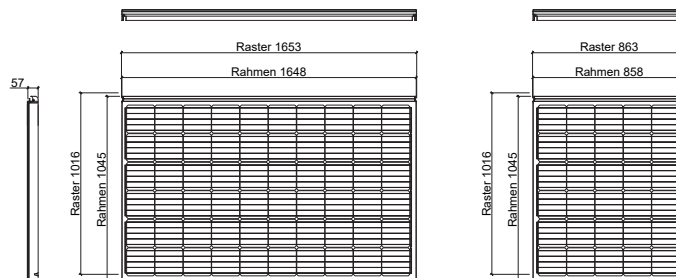 Raster 1653
Rahmen 1648
57
Raster 1016
Rahmen 1045
Raster 863
Rahmen 858
Raster 1016
Rahmen 1045